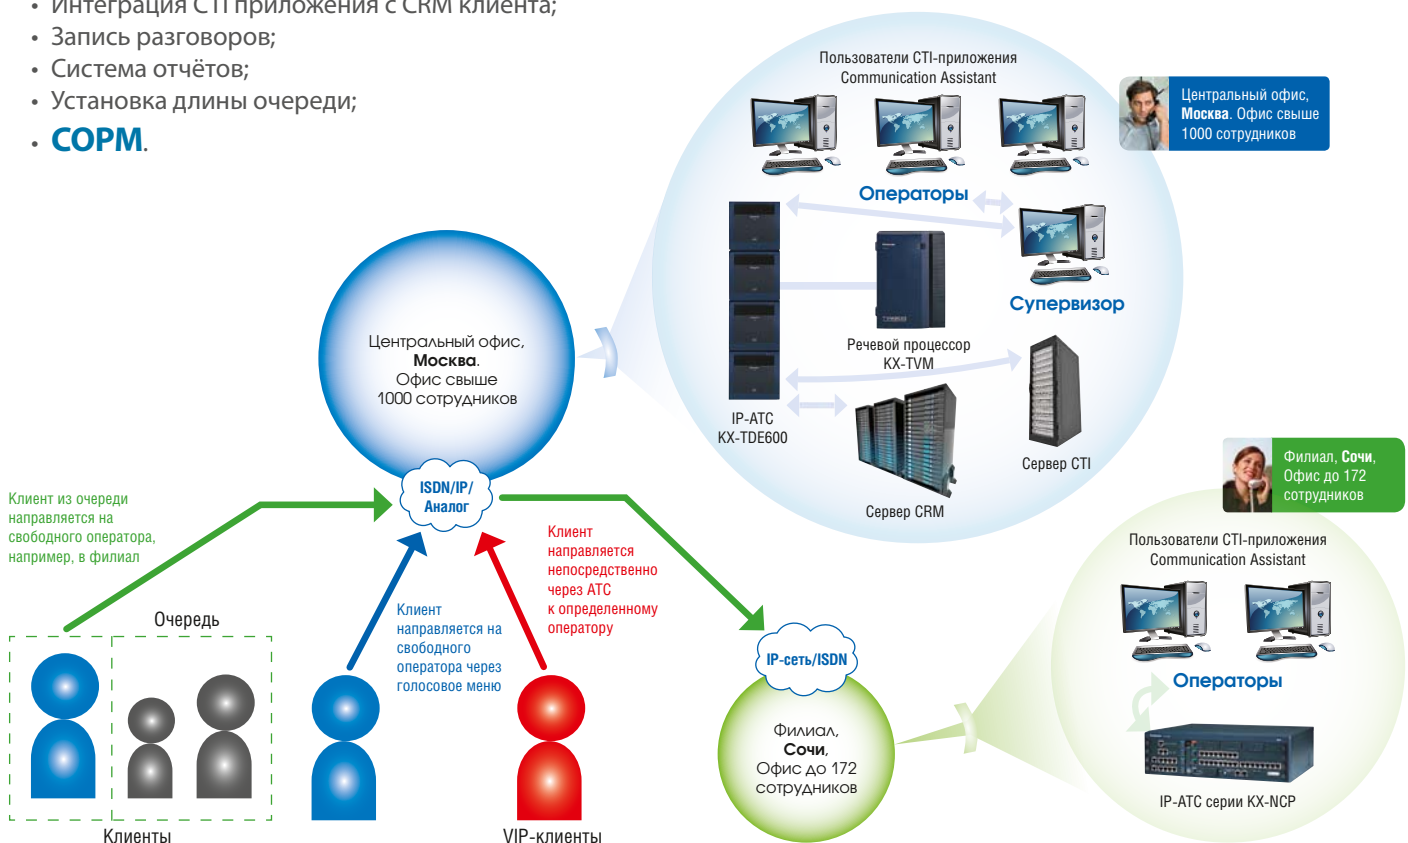 • Интеграция CTI приложения с CRM клиента;
• Запись разговоров;
• Система отчётов;
• Установка длины очереди;
• СОРМ.
Пользователи CTI-приложения
Communication Assistant
Центральный офис,
Москва. Офис свыше
1000 сотрудников
Операторы
Супервизор
Речевой процессор
KX-TVM
IP-АТС
KX-TDE600
Сервер CTI
Сервер CRM
Центральный офис,
Москва.
Офис свыше
1000 сотрудников
ISDN/IP/
Аналог
Клиент из очереди
направляется на
свободного оператора,
например, в филиал
Очередь
Клиенты
Клиент
направляется на
свободного
оператора через
голосовое меню
Клиент
направляется
непосредственно
через АТС
к определенному
оператору
VIP-клиенты
IP-сеть/ISDN
Филиал,
Сочи,
Офис до 172
сотрудников
Филиал, Сочи,
Офис до 172
сотрудников
Пользователи CTI-приложения
Communication Assistant
Операторы
IP-АТС серии KX-NCP